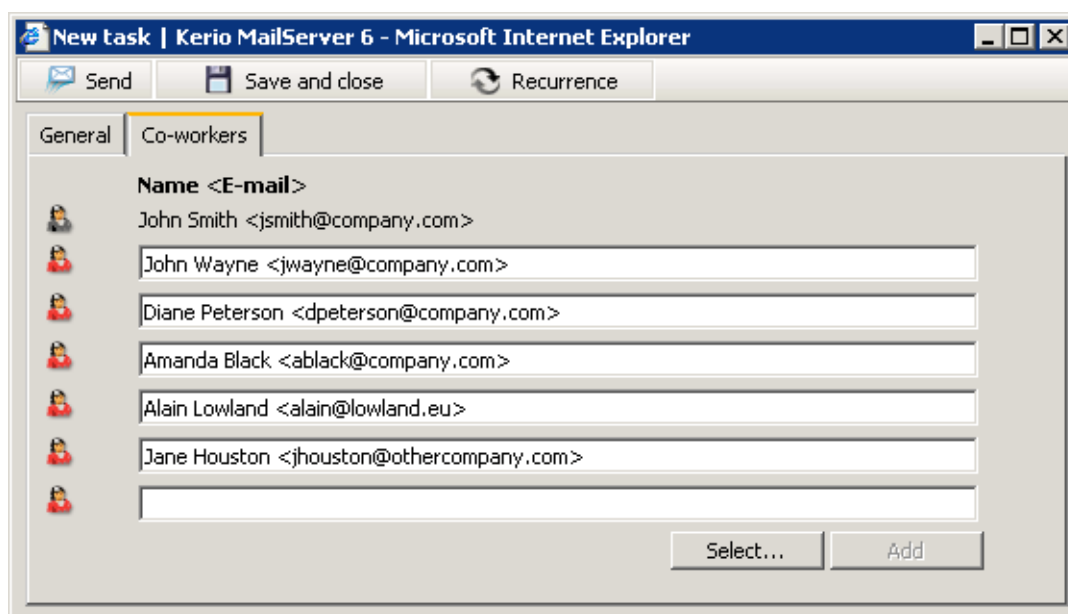 New task | Kerio MailServer 6 - Microsoft Internet Explorer
Send Save and close Recurrence
General Co-workers
Name <E-mail>
John Smith <jsmith@company.com>
John Wayne <jwayne@company.com>
Diane Peterson <dpeterson@company.com>
Amanda Black <ablack@company.com>
Alain Lowland <alain@lowland.eu>
Jane Houston <jhouston@othercompany.com>
Select... Add